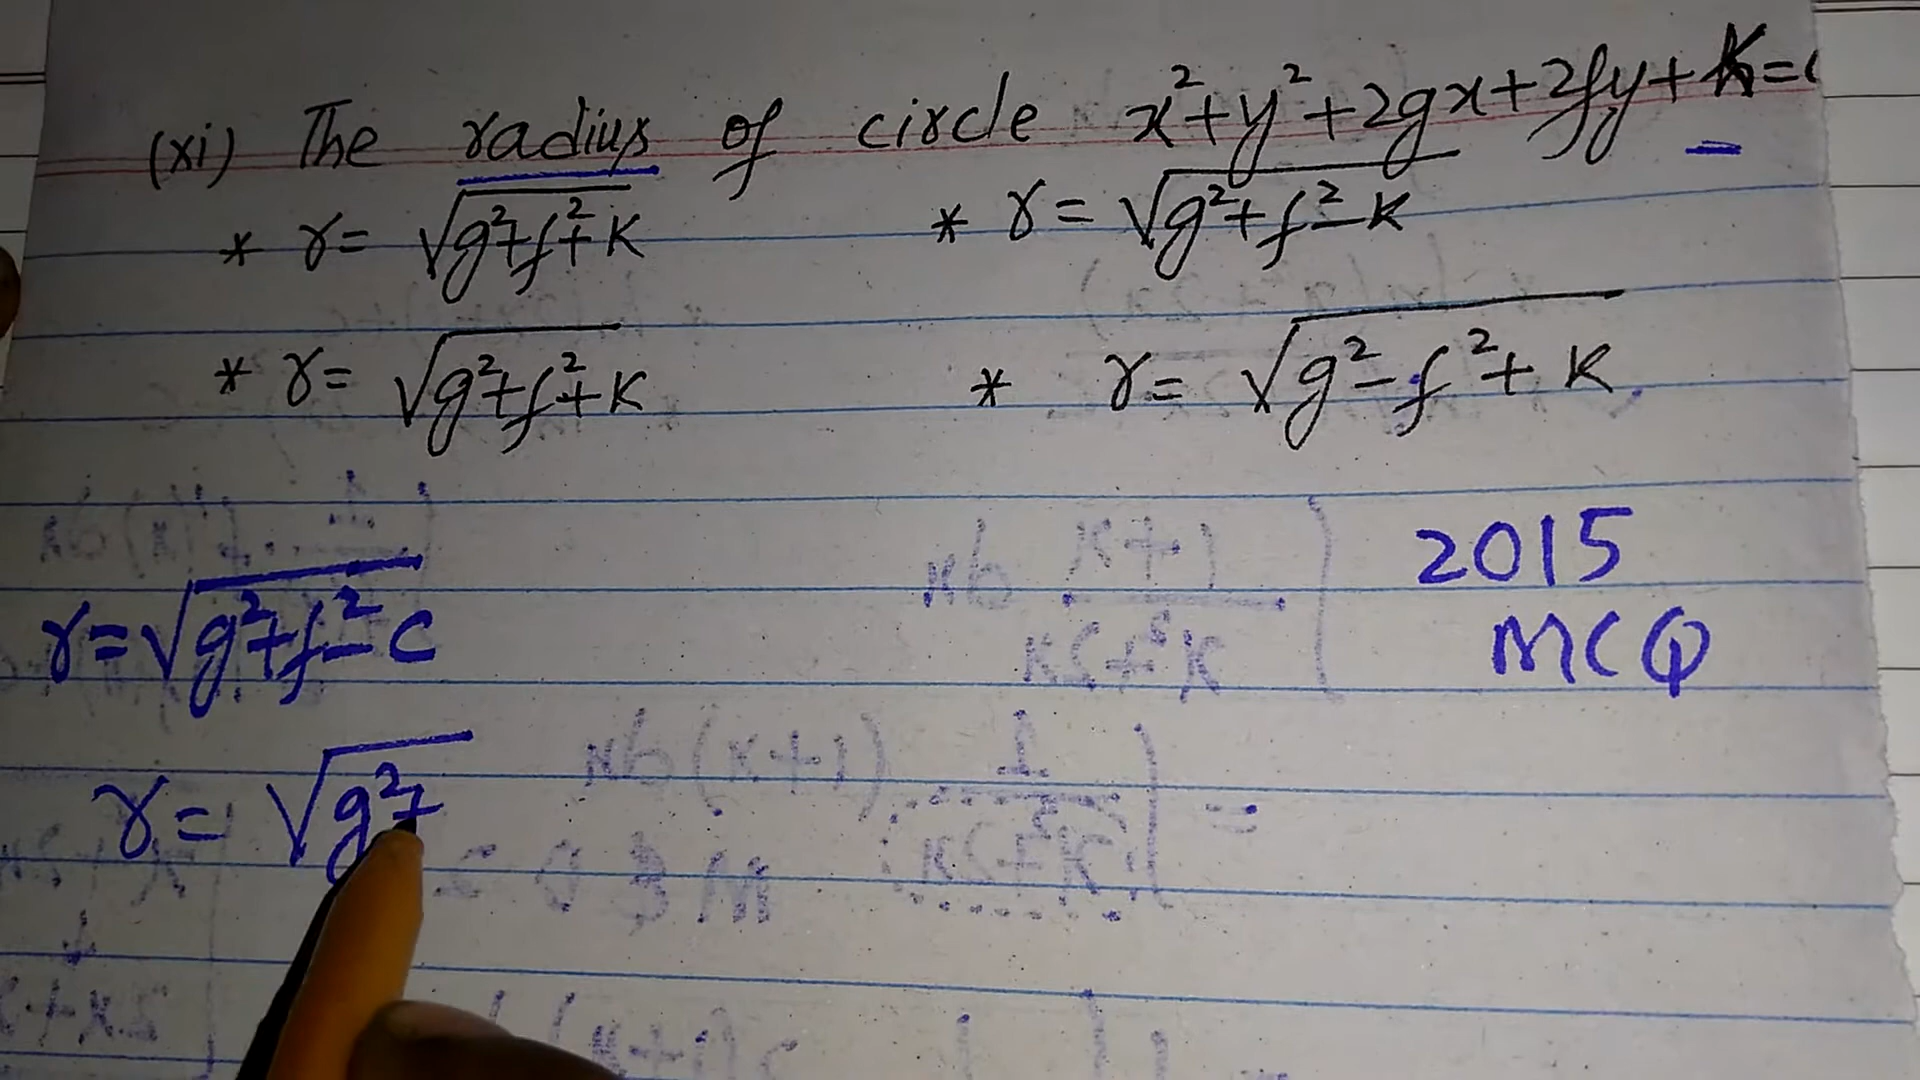 (xi) The radius of circle x²+y²+2gx+2fy+K=0
* r= √g²+f²+K * r= √g²+f²-K
* r= √g²+f²+K * r= √g²-f²+K
2015
r=√g²+f²-c MCQ
r= √g²+